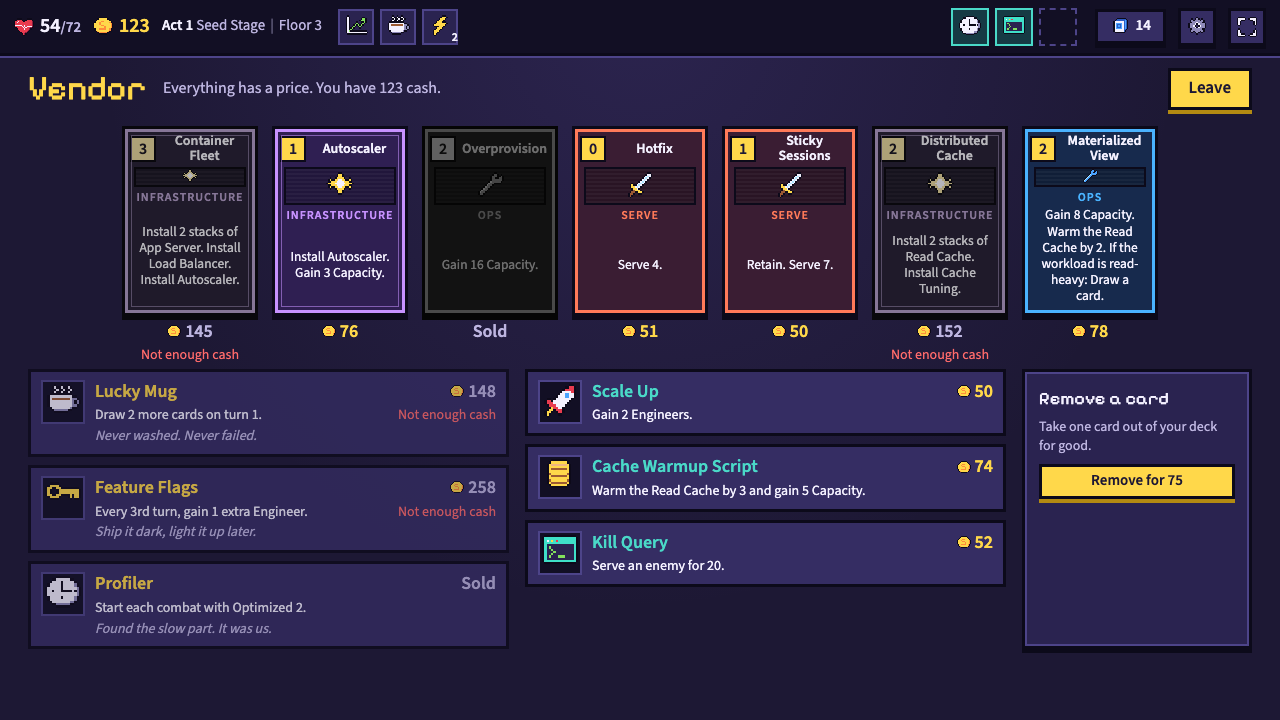 54/72 123 Act 1 Seed Stage | Floor 3 2 14
Vendor
Everything has a price. You have 123 cash.
Leave
3 Container Fleet
INFRASTRUCTURE
Install 2 stacks of
App Server. Install
Load Balancer.
Install Autoscaler.
145
Not enough cash
1 Autoscaler
INFRASTRUCTURE
Install Autoscaler.
Gain 3 Capacity.
76
2 Overprovision
OPS
Gain 16 Capacity.
Sold
0 Hotfix
SERVE
Serve 4.
51
1 Sticky Sessions
SERVE
Retain. Serve 7.
50
2 Distributed Cache
INFRASTRUCTURE
Install 2 stacks of
Read Cache.
Install Cache
Tuning.
152
Not enough cash
2 Materialized View
OPS
Gain 8 Capacity.
Warm the Read
Cache by 2. If the
workload is read-
heavy: Draw a
card.
78
Lucky Mug 148
Draw 2 more cards on turn 1. Not enough cash
Never washed. Never failed.
Feature Flags 258
Every 3rd turn, gain 1 extra Engineer. Not enough cash
Ship it dark, light it up later.
Profiler Sold
Start each combat with Optimized 2.
Found the slow part. It was us.
Scale Up 50
Gain 2 Engineers.
Cache Warmup Script 74
Warm the Read Cache by 3 and gain 5 Capacity.
Kill Query 52
Serve an enemy for 20.
Remove a card
Take one card out of your deck
for good.
Remove for 75